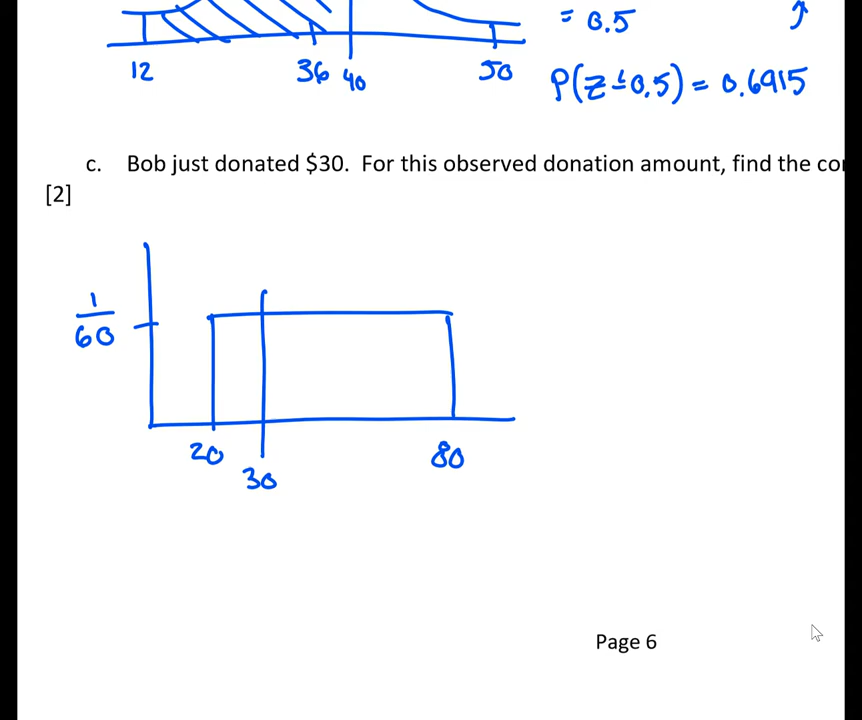 = 0.5
12 36 40 50
P(Z ≤ 0.5) = 0.6915
c. Bob just donated $30. For this observed donation amount, find the
[2]
1
60
20 30 80
Page 6